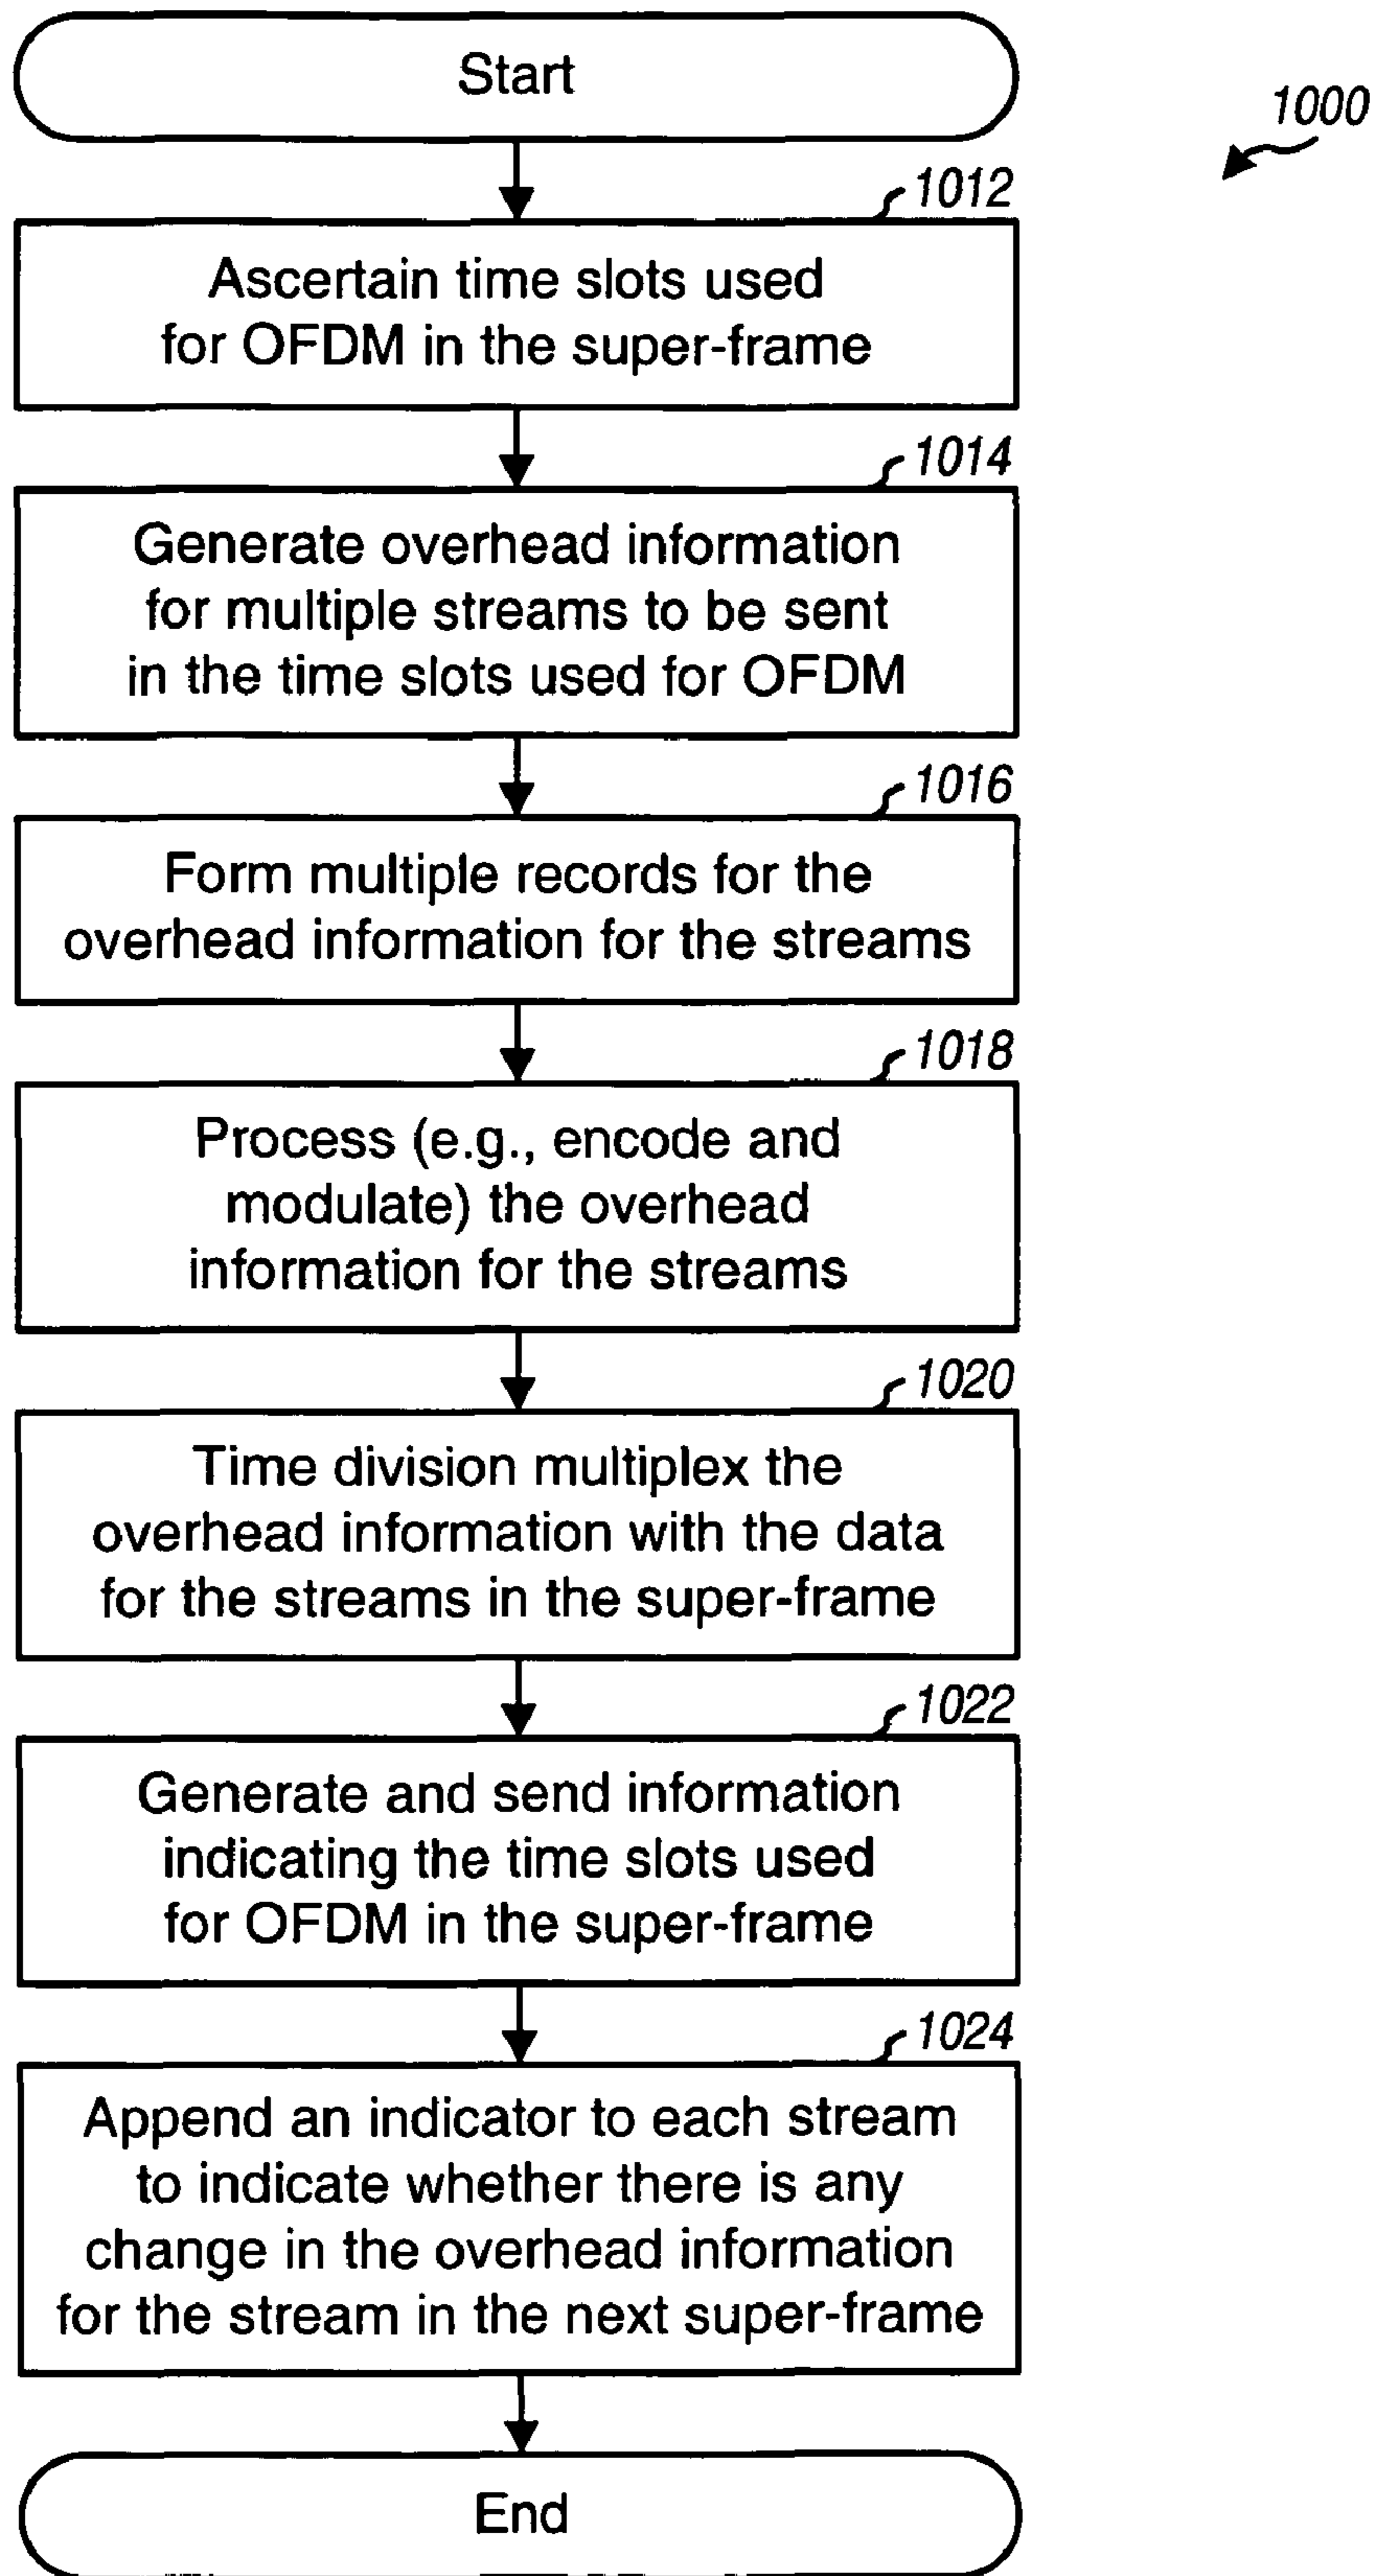 Start
1000
1012
Ascertain time slots used
for OFDM in the super-frame
1014
Generate overhead information
for multiple streams to be sent
in the time slots used for OFDM
1016
Form multiple records for the
overhead information for the streams
1018
Process (e.g., encode and
modulate) the overhead
information for the streams
1020
Time division multiplex the
overhead information with the data
for the streams in the super-frame
1022
Generate and send information
indicating the time slots used
for OFDM in the super-frame
1024
Append an indicator to each stream
to indicate whether there is any
change in the overhead information
for the stream in the next super-frame
End